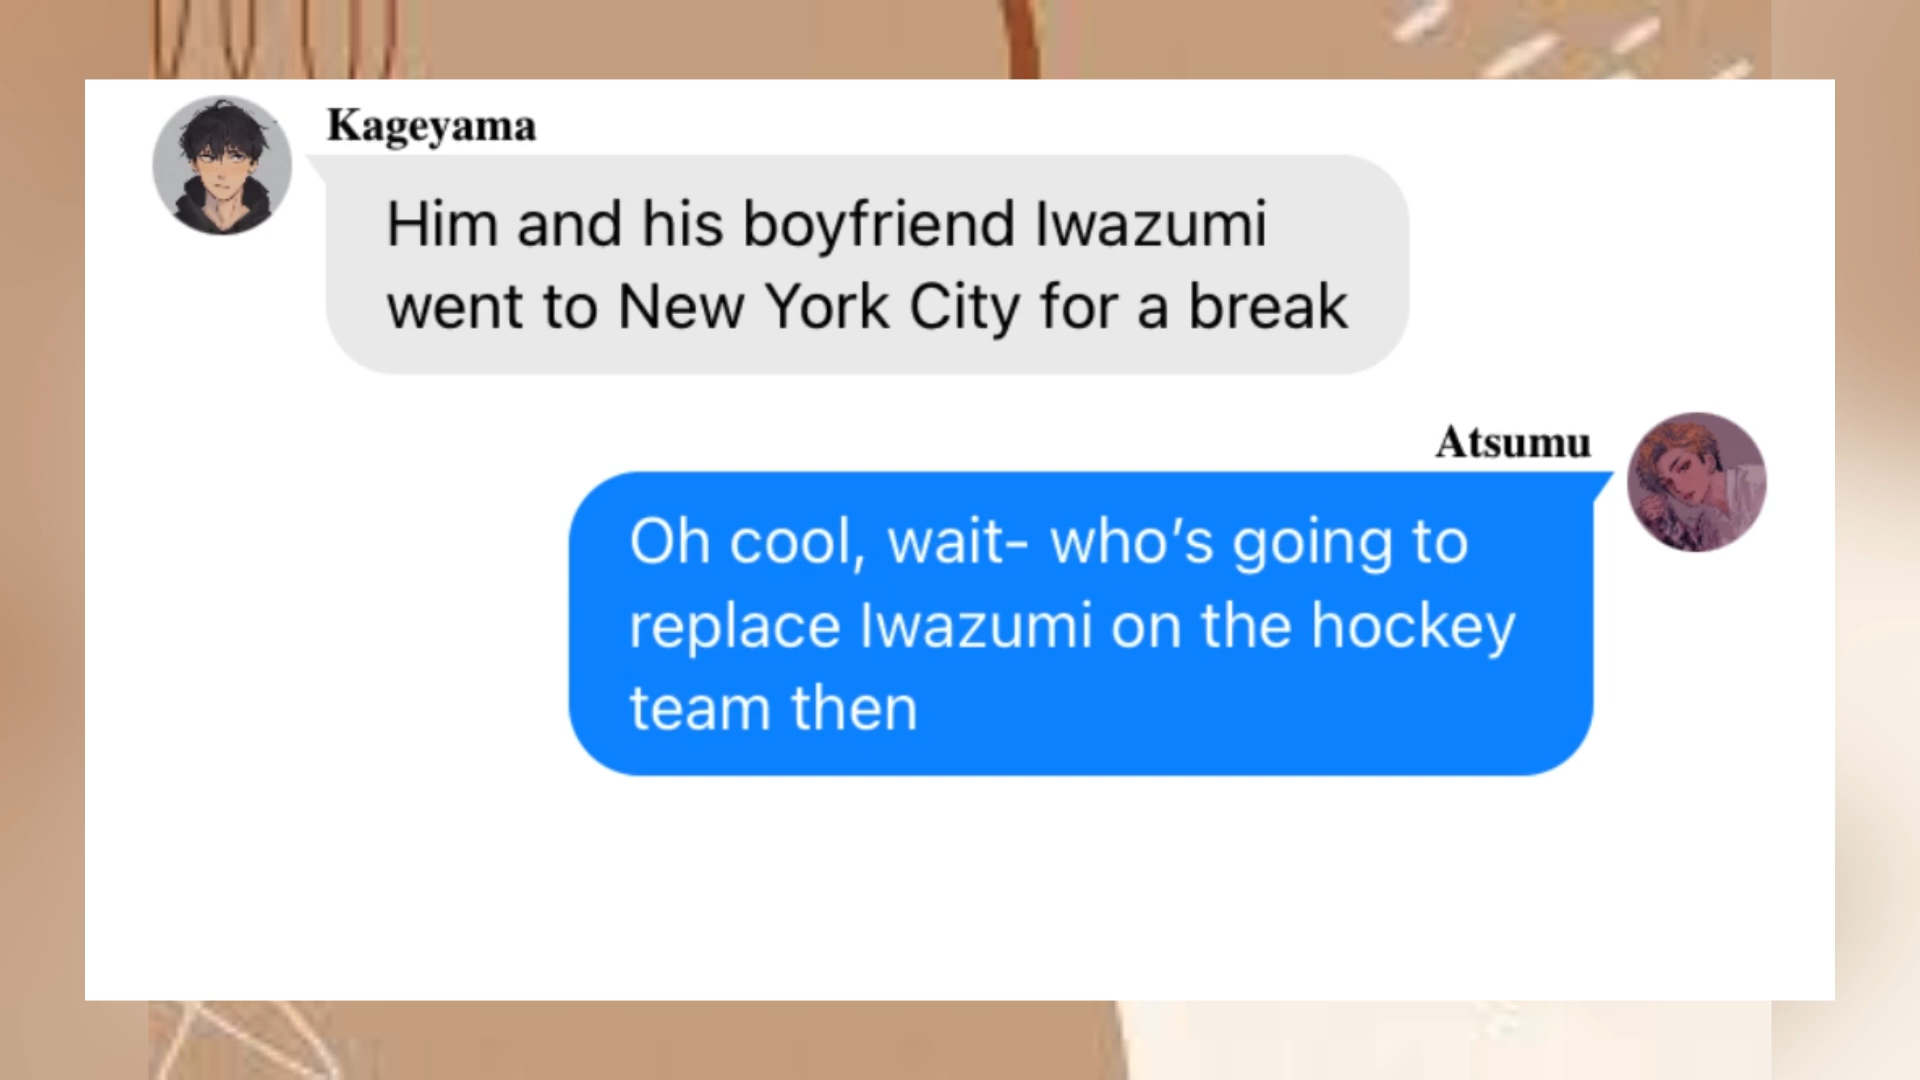 Kageyama
Him and his boyfriend Iwazumi
went to New York City for a break
Atsumu
Oh cool, wait- who's going to
replace Iwazumi on the hockey
team then